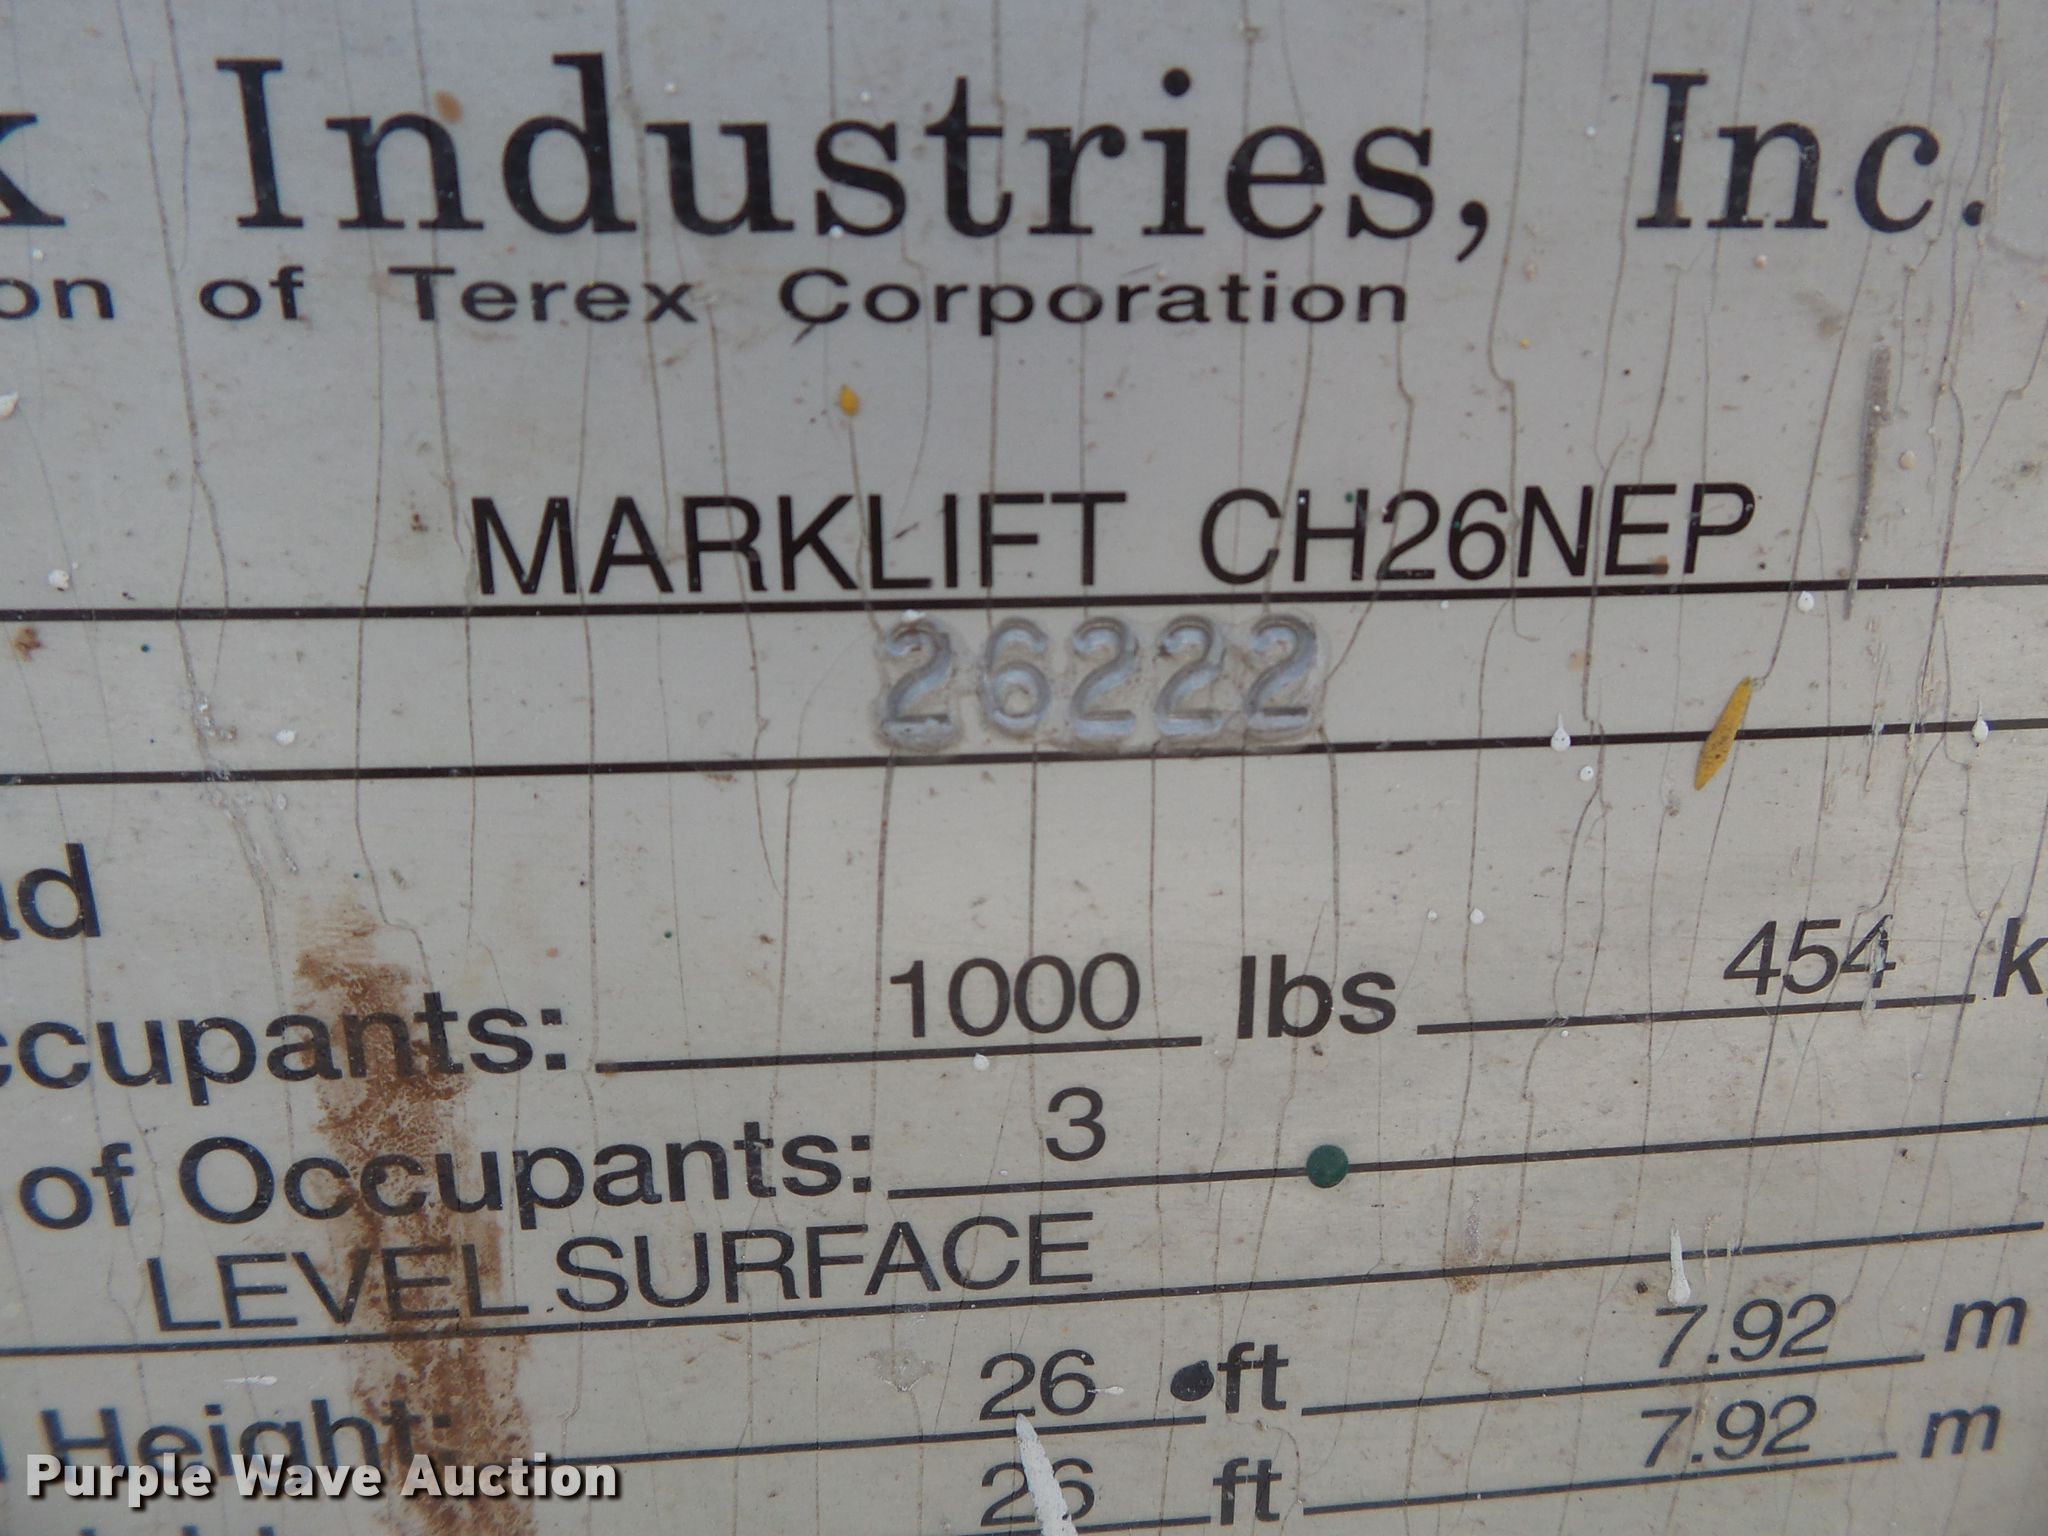 k Industries, Inc.
on of Terex Corporation
MARKLIFT CH26NEP
26222
ad
ccupants: 1000 lbs 454 k
of Occupants: 3
LEVEL SURFACE
Height: 26 ft 7.92 m
26 ft 7.92 m
Purple Wave Auction